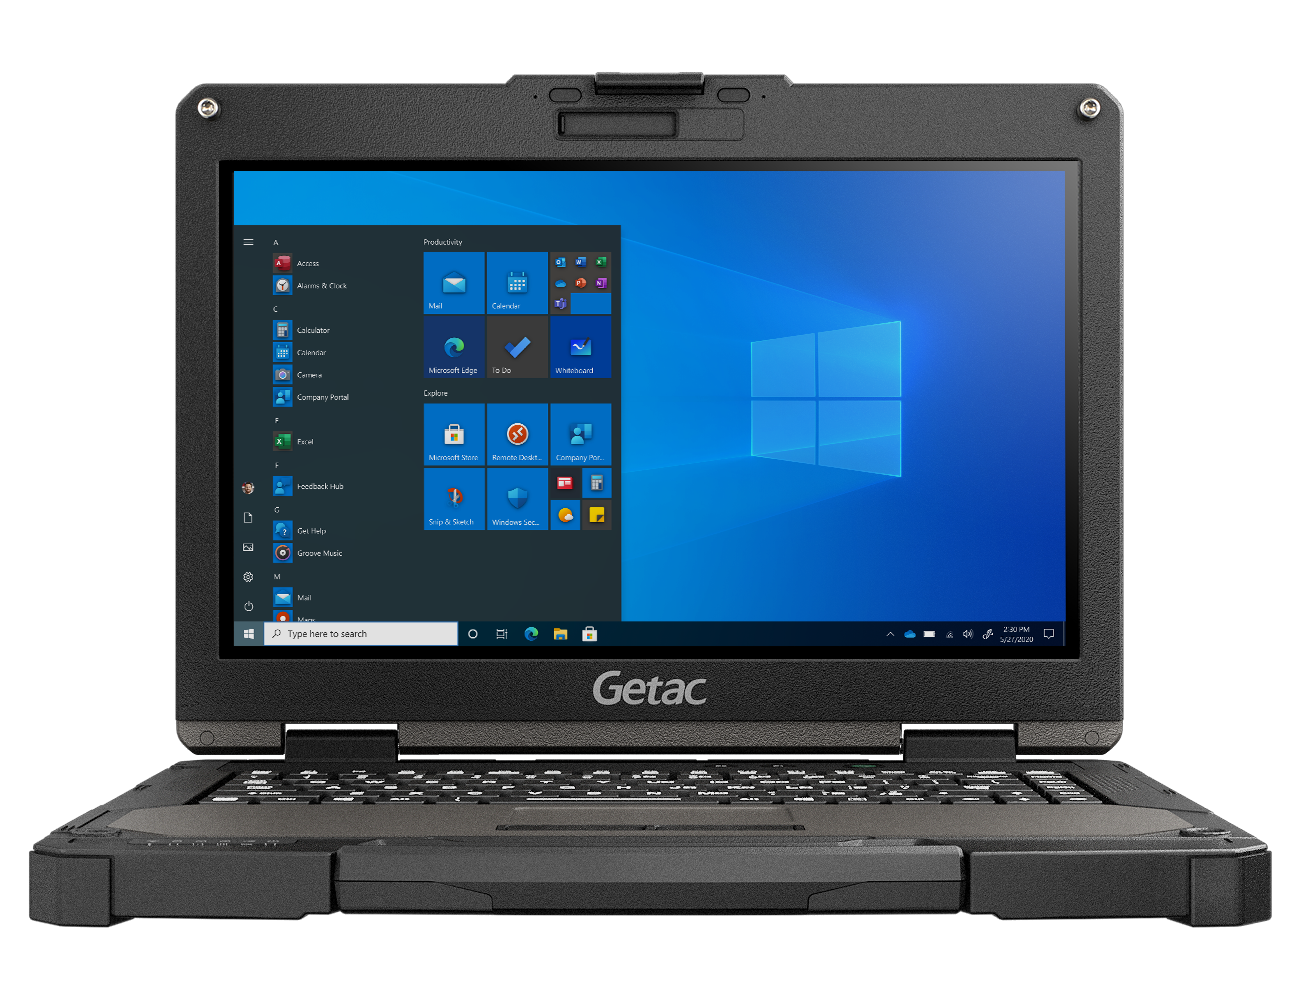 A
Access
Alarms & Clock
C
Calculator
Calendar
Camera
Company Portal
F
Excel
F
Feedback Hub
G
Get Help
Groove Music
M
Mail
Maps
Productivity
Mail
Calendar
Microsoft Edge
To Do
Whiteboard
Explore
Microsoft Store
Remote Deskt...
Company Por...
Snip & Sketch
Windows Sec...
Type here to search
2:30 PM
5/27/2020
Getac